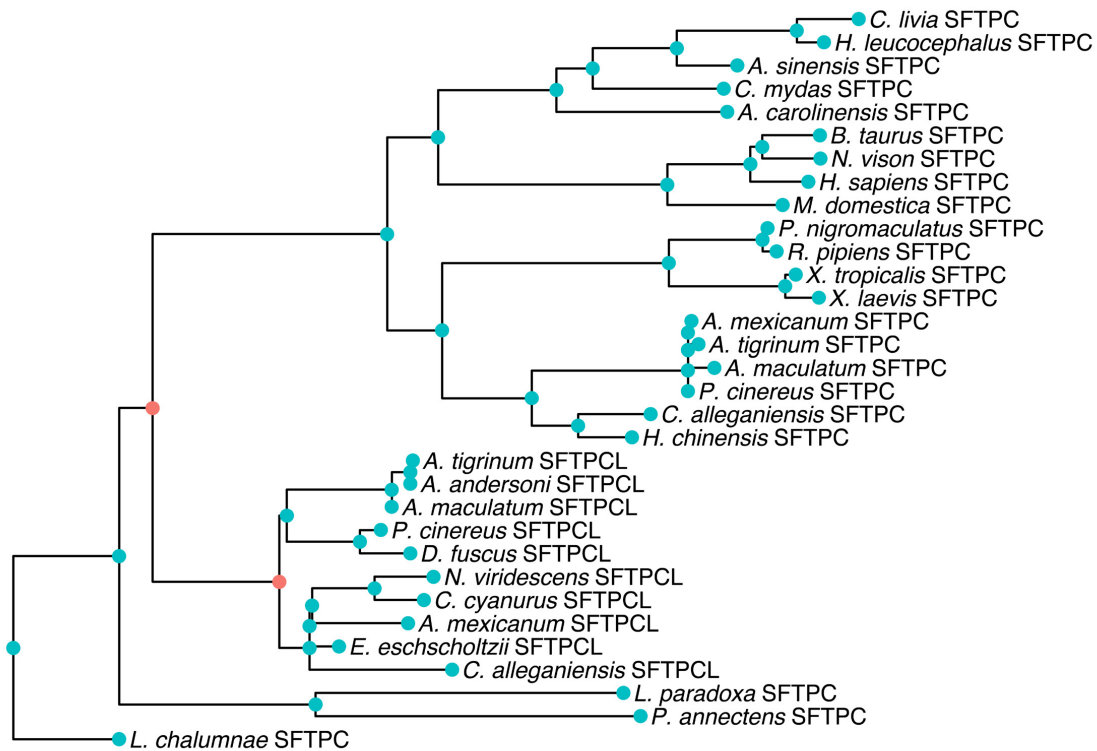 C. livia SFTPC
H. leucocephalus SFTPC
A. sinensis SFTPC
C. mydas SFTPC
A. carolinensis SFTPC
B. taurus SFTPC
N. vison SFTPC
H. sapiens SFTPC
M. domestica SFTPC
P. nigromaculatus SFTPC
R. pipiens SFTPC
X. tropicalis SFTPC
X. laevis SFTPC
A. mexicanum SFTPC
A. tigrinum SFTPC
A. maculatum SFTPC
P. cinereus SFTPC
C. alleganiensis SFTPC
H. chinensis SFTPC
A. tigrinum SFTPCL
A. andersoni SFTPCL
A. maculatum SFTPCL
P. cinereus SFTPCL
D. fuscus SFTPCL
N. viridescens SFTPCL
C. cyanurus SFTPCL
A. mexicanum SFTPCL
E. eschscholtzii SFTPCL
C. alleganiensis SFTPCL
L. paradoxa SFTPC
P. annectens SFTPC
L. chalumnae SFTPC